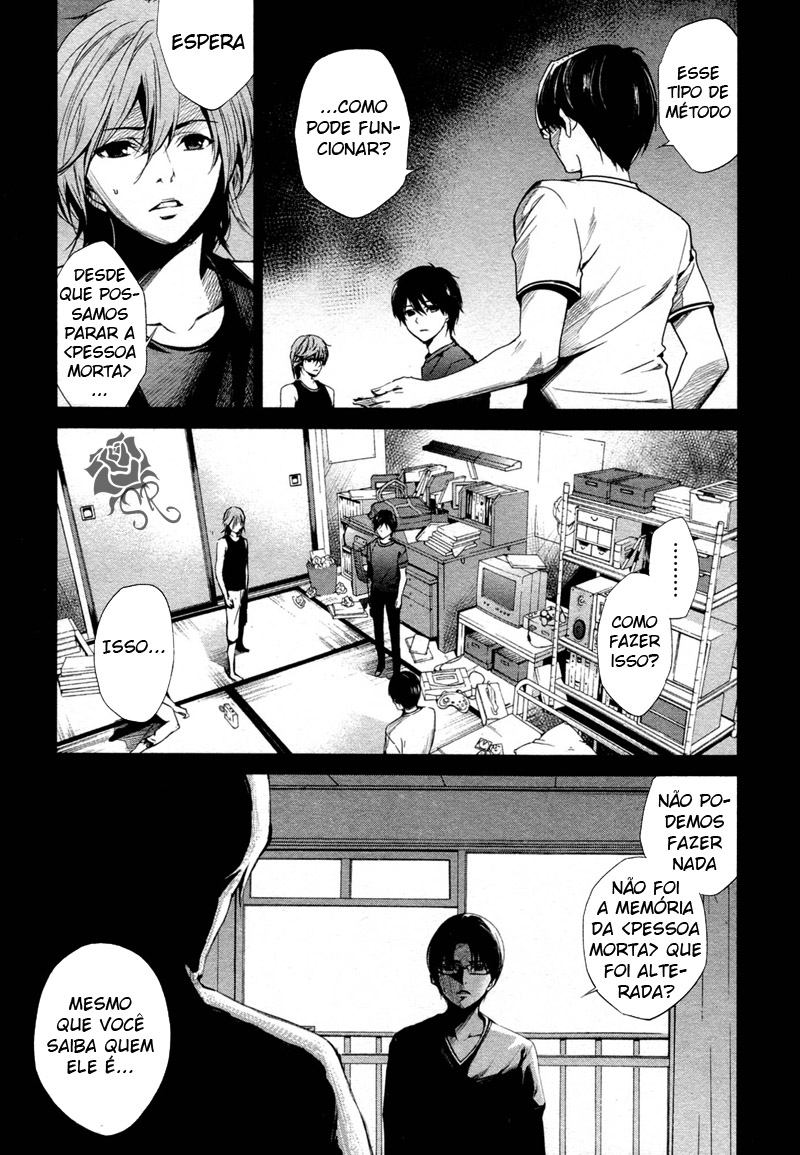 ESSE
TIPO DE
MÉTODO
...COMO
PODE FUN-
CIONAR?
ESPERA
DESDE
QUE POS-
SAMOS
PARAR A
<PESSOA
MORTA>
...
......
COMO
FAZER
ISSO?
ISSO...
SR
NÃO PO-
DEMOS
FAZER
NADA
NÃO FOI
A MEMÓRIA
DA <PESSOA
MORTA> QUE
FOI ALTE-
RADA?
MESMO
QUE VOCÊ
SAIBA QUEM
ELE É...